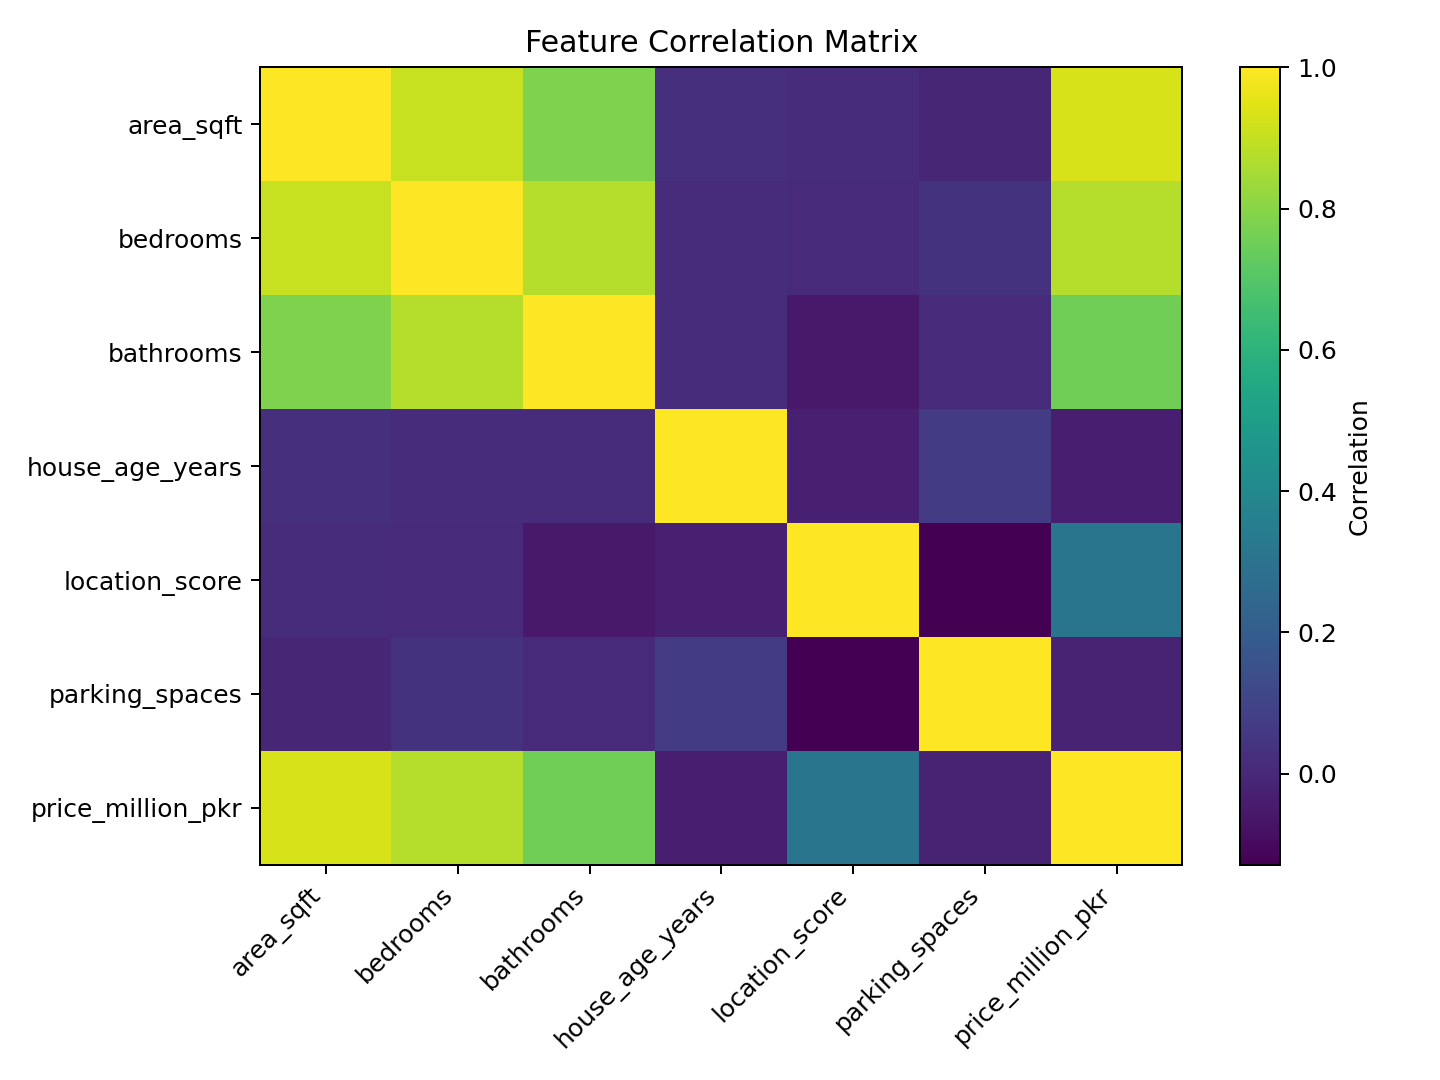 Feature Correlation Matrix
area_sqft
bedrooms
bathrooms
house_age_years
location_score
parking_spaces
price_million_pkr
area_sqft
bedrooms
bathrooms
house_age_years
location_score
parking_spaces
price_million_pkr
1.0
0.8
0.6
0.4
0.2
0.0
Correlation